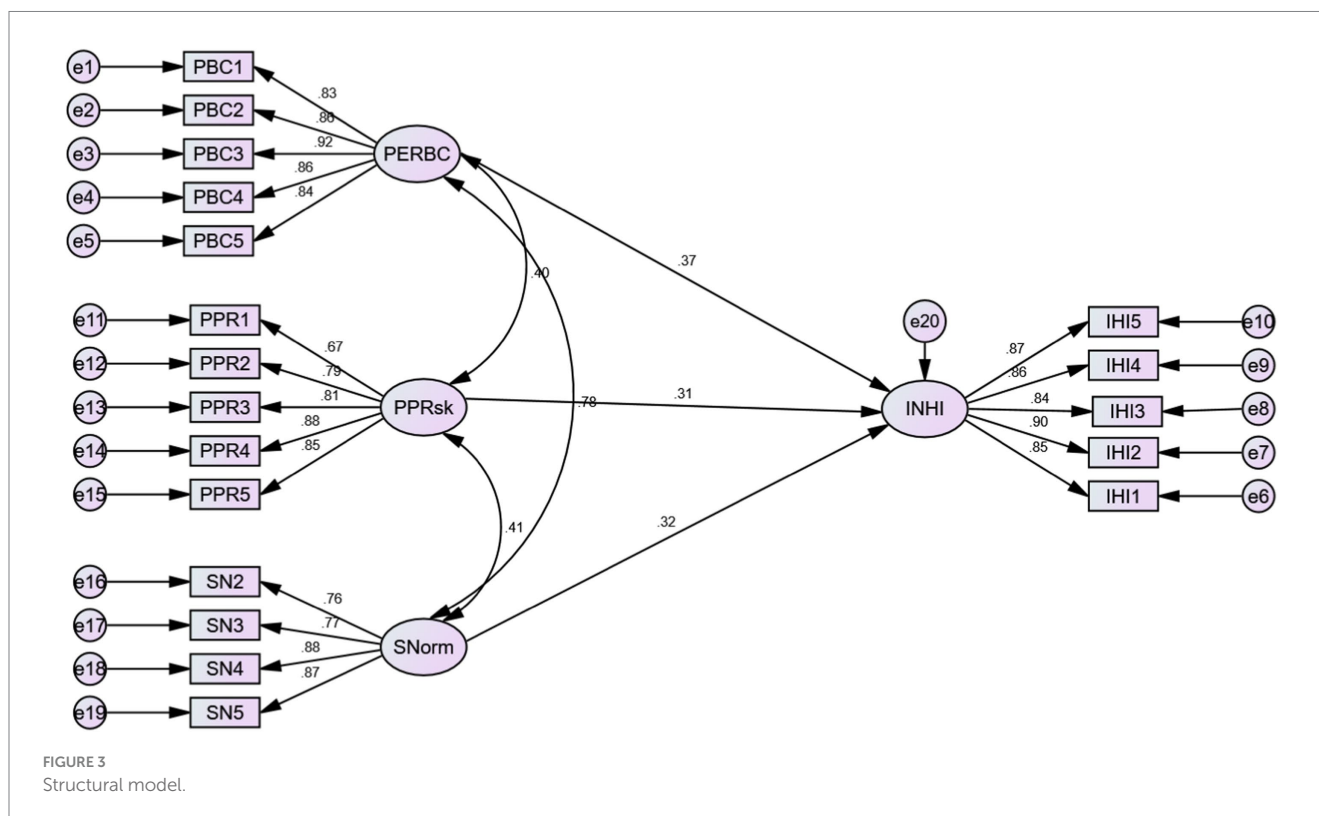 e1 PBC1
.83
e2 PBC2
.86
e3 PBC3
.92
PERBC
e4 PBC4
.86
e5 PBC5
.84
.40
.37
e11 PPR1
.67
e12 PPR2
.79
e13 PPR3
.81
PPRsk
e14 PPR4
.88
e15 PPR5
.85
.78
.31
.41
.32
e16 SN2
.76
e17 SN3
.77
SNorm
e18 SN4
.88
e19 SN5
.87
e20
INHI
.87
IHI5 e10
.86
IHI4 e9
.84
IHI3 e8
.90
IHI2 e7
.85
IHI1 e6
FIGURE 3
Structural model.